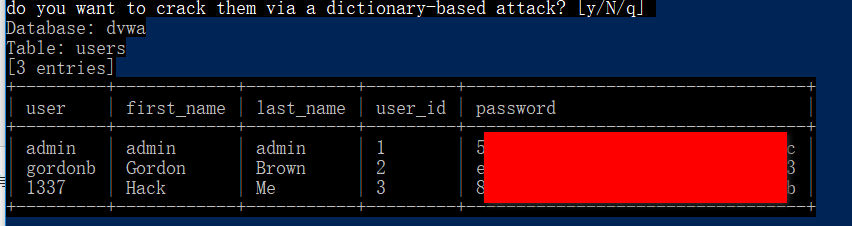 do you want to crack them via a dictionary-based attack? [y/N/q]
Database: dvwa
Table: users
[3 entries]
user | first_name | last_name | user_id | password
admin | admin | admin | 1 | 5 c
gordonb | Gordon | Brown | 2 | e 3
1337 | Hack | Me | 3 | 8 b